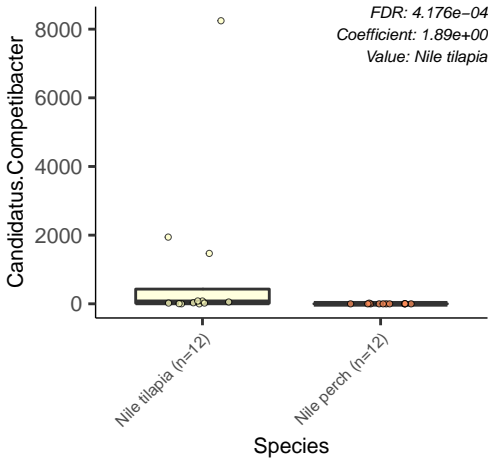 FDR: 4.176e−04
Coefficient: 1.89e+00
Value: Nile tilapia
Candidatus.Competibacter
8000
6000
4000
2000
0
Nile tilapia (n=12)
Nile perch (n=12)
Species